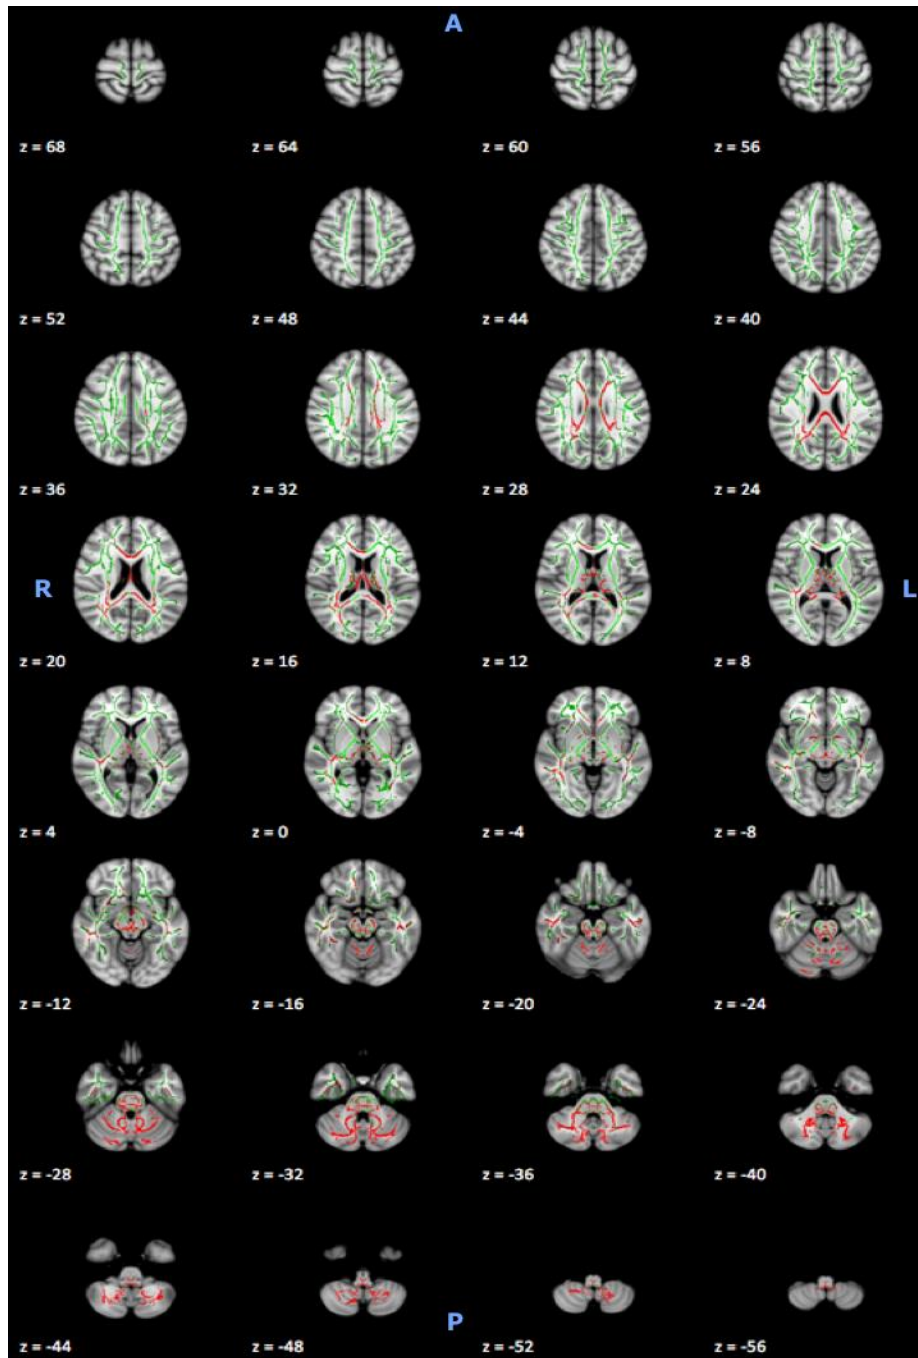 A
z = 68 z = 64 z = 60 z = 56
z = 52 z = 48 z = 44 z = 40
z = 36 z = 32 z = 28 z = 24
R L
z = 20 z = 16 z = 12 z = 8
z = 4 z = 0 z = -4 z = -8
z = -12 z = -16 z = -20 z = -24
z = -28 z = -32 z = -36 z = -40
P
z = -44 z = -48 z = -52 z = -56